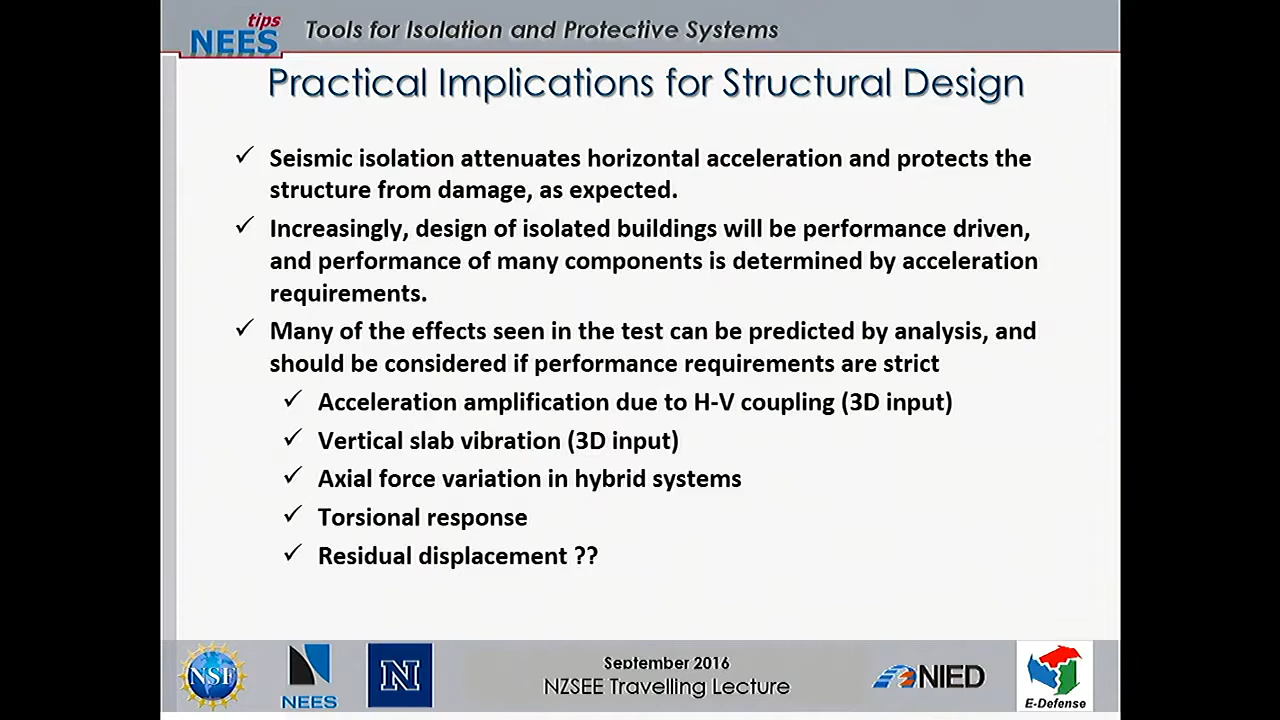 tips
NEES
Tools for Isolation and Protective Systems
Practical Implications for Structural Design
✓ Seismic isolation attenuates horizontal acceleration and protects the
structure from damage, as expected.
✓ Increasingly, design of isolated buildings will be performance driven,
and performance of many components is determined by acceleration
requirements.
✓ Many of the effects seen in the test can be predicted by analysis, and
should be considered if performance requirements are strict
✓ Acceleration amplification due to H-V coupling (3D input)
✓ Vertical slab vibration (3D input)
✓ Axial force variation in hybrid systems
✓ Torsional response
✓ Residual displacement ??
NSF
NEES
N
September 2016
NZSEE Travelling Lecture
NIED
E-Defense